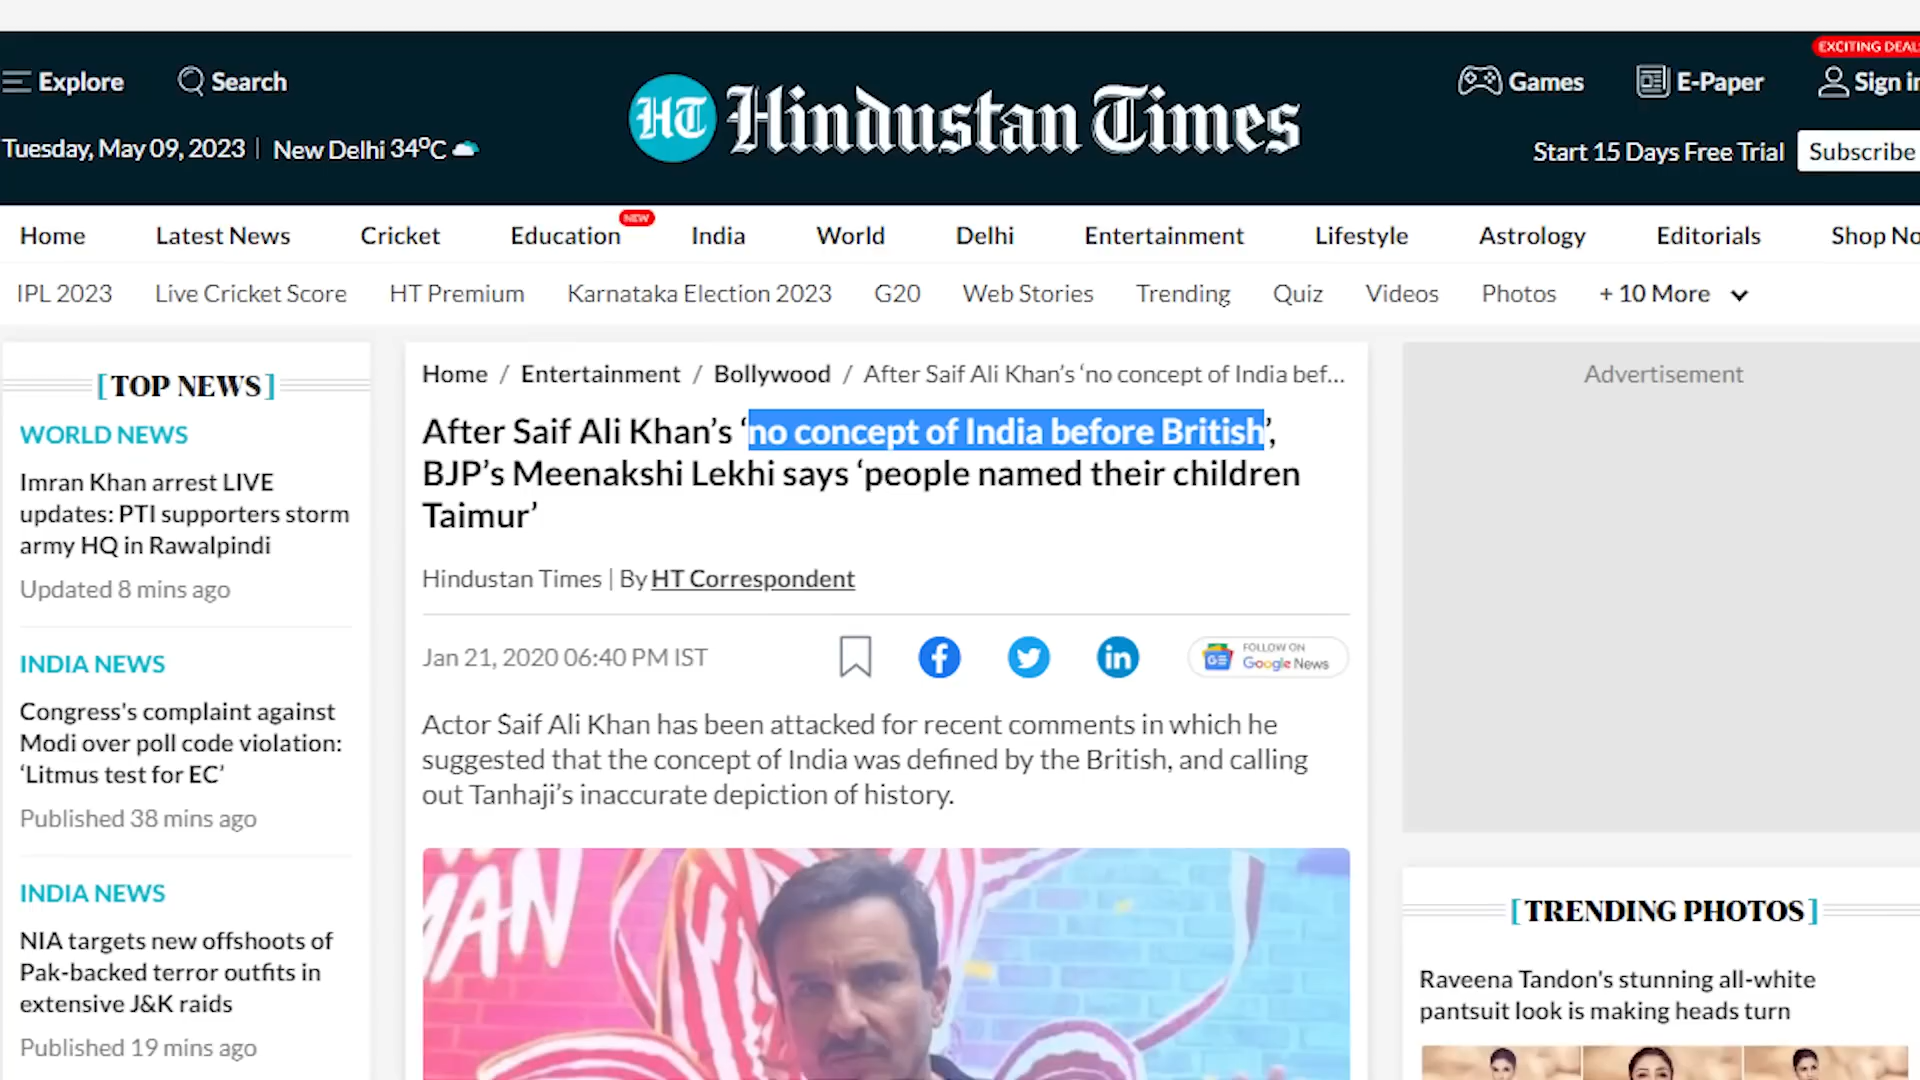 EXCITING DEAL
Explore
Search
HT Hindustan Times
Games
E-Paper
Sign in
Tuesday, May 09, 2023 | New Delhi 34°C
Start 15 Days Free Trial
Subscribe
Home Latest News Cricket Education NEW India World Delhi Entertainment Lifestyle Astrology Editorials Shop No
IPL 2023 Live Cricket Score HT Premium Karnataka Election 2023 G20 Web Stories Trending Quiz Videos Photos + 10 More
[TOP NEWS]
WORLD NEWS
Imran Khan arrest LIVE
updates: PTI supporters storm
army HQ in Rawalpindi
Updated 8 mins ago
INDIA NEWS
Congress's complaint against
Modi over poll code violation:
‘Litmus test for EC’
Published 38 mins ago
INDIA NEWS
NIA targets new offshoots of
Pak-backed terror outfits in
extensive J&K raids
Published 19 mins ago
Home / Entertainment / Bollywood / After Saif Ali Khan’s ‘no concept of India bef...
After Saif Ali Khan’s ‘no concept of India before British’,
BJP’s Meenakshi Lekhi says ‘people named their children
Taimur’
Hindustan Times | By HT Correspondent
Jan 21, 2020 06:40 PM IST
FOLLOW ON
Google News
Actor Saif Ali Khan has been attacked for recent comments in which he
suggested that the concept of India was defined by the British, and calling
out Tanhaji’s inaccurate depiction of history.
MAN
Advertisement
[TRENDING PHOTOS]
Raveena Tandon's stunning all-white
pantsuit look is making heads turn